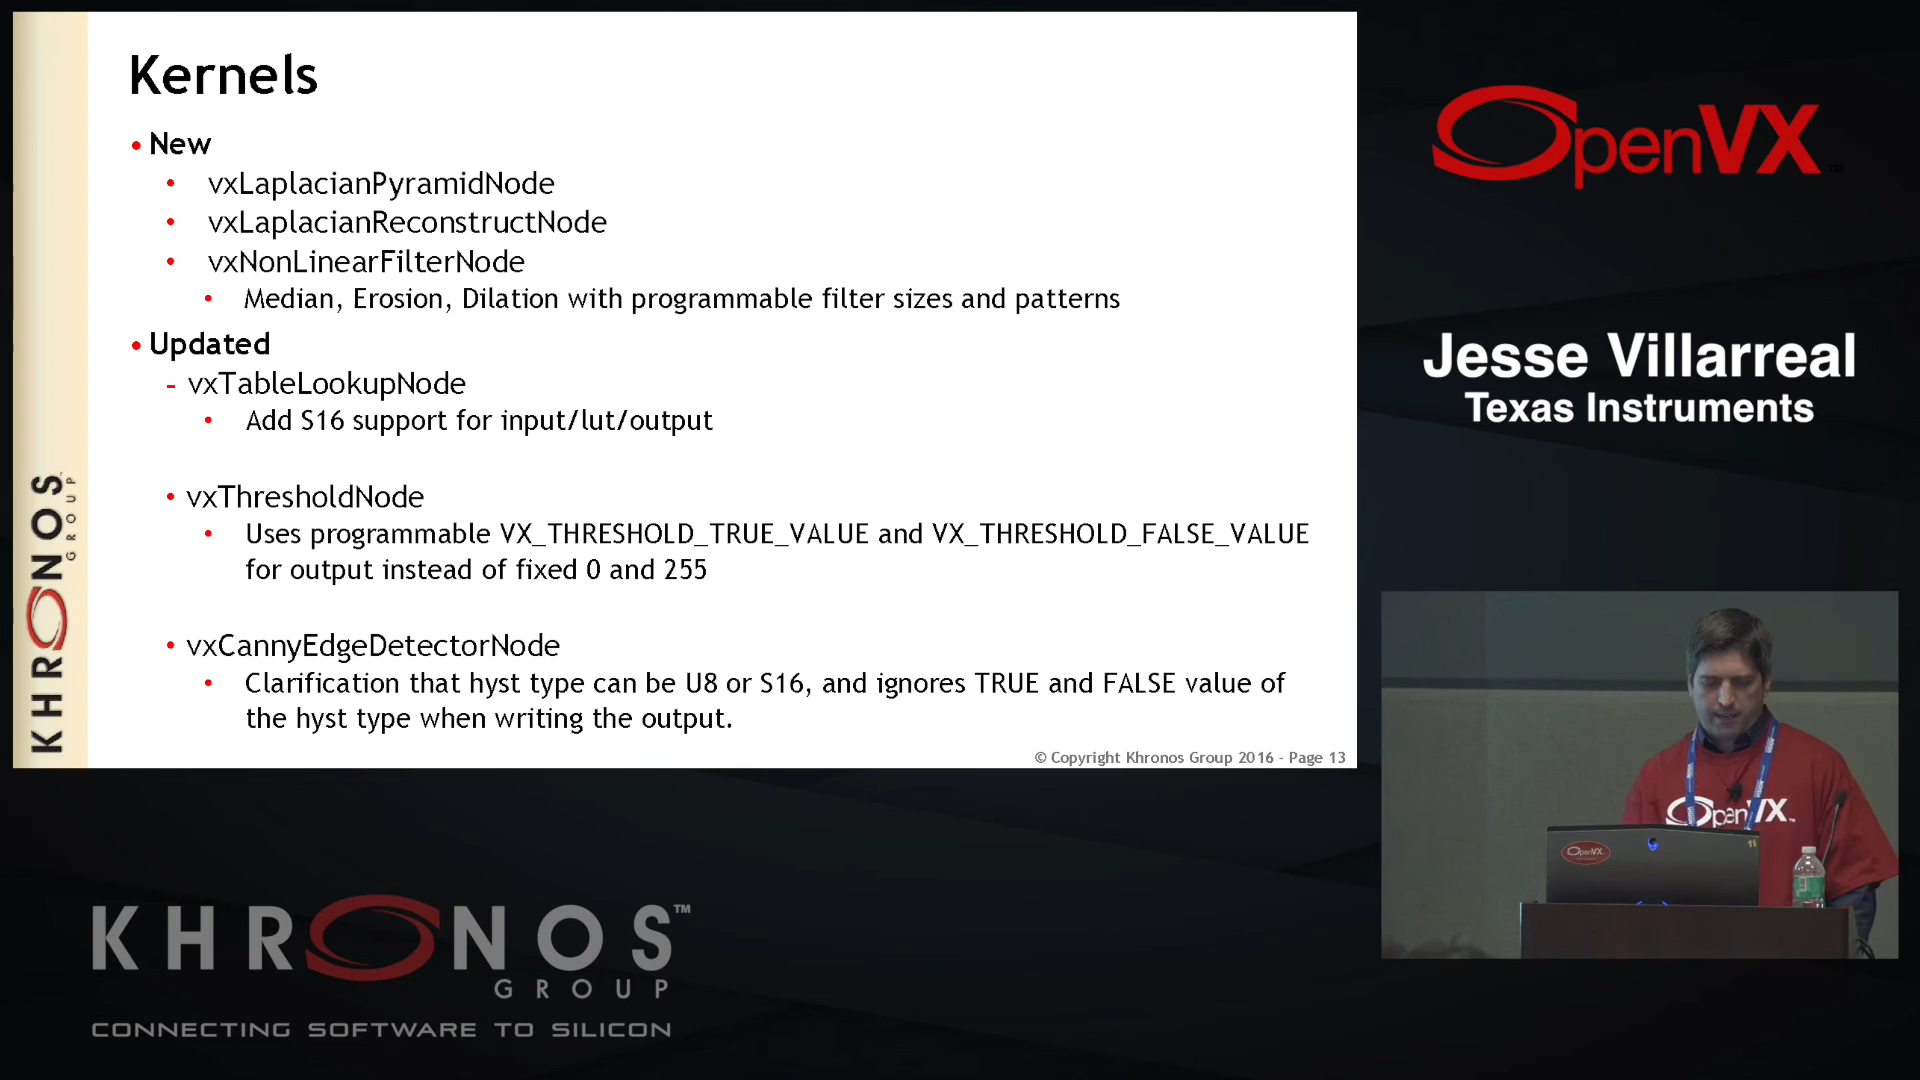 Kernels
• New
• vxLaplacianPyramidNode
• vxLaplacianReconstructNode
• vxNonLinearFilterNode
• Median, Erosion, Dilation with programmable filter sizes and patterns
• Updated
- vxTableLookupNode
• Add S16 support for input/lut/output
• vxThresholdNode
• Uses programmable VX_THRESHOLD_TRUE_VALUE and VX_THRESHOLD_FALSE_VALUE
for output instead of fixed 0 and 255
• vxCannyEdgeDetectorNode
• Clarification that hyst type can be U8 or S16, and ignores TRUE and FALSE value of
the hyst type when writing the output.
© Copyright Khronos Group 2016 - Page 13
KHRONOS
GROUP
OpenVX™
Jesse Villarreal
Texas Instruments
OpenVX™
OpenVX
KHRONOS™
GROUP
CONNECTING SOFTWARE TO SILICON